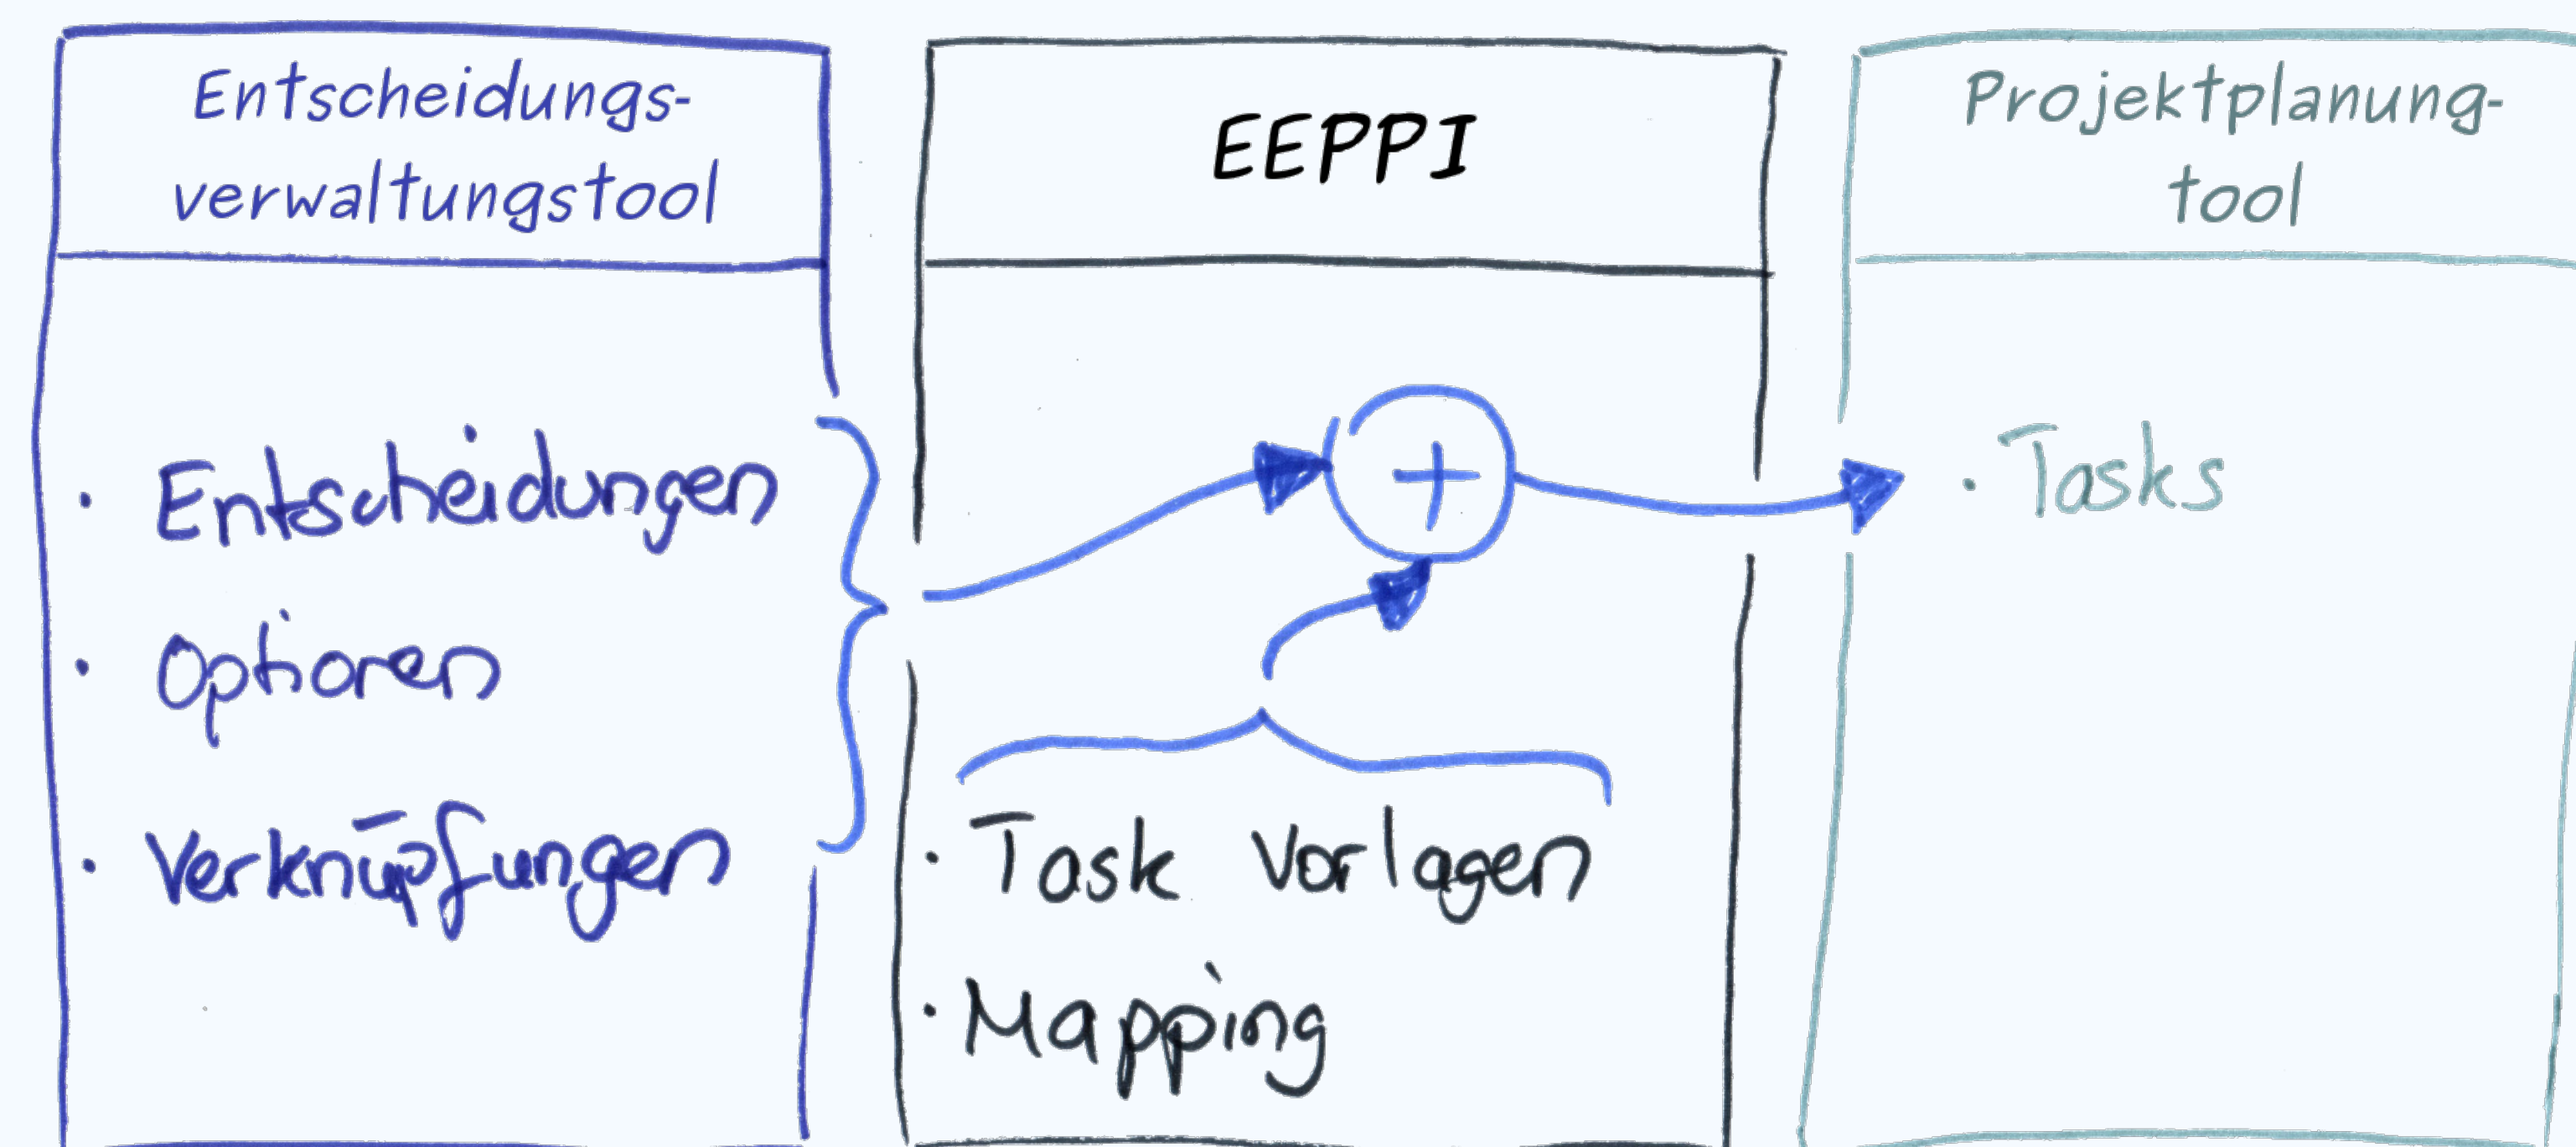 Entscheidungs-
verwaltungstool
· Entscheidungen
· Optionen
· Verknüpfungen
EEPPI
+
· Task Vorlagen
· Mapping
Projektplanung-
tool
· Tasks